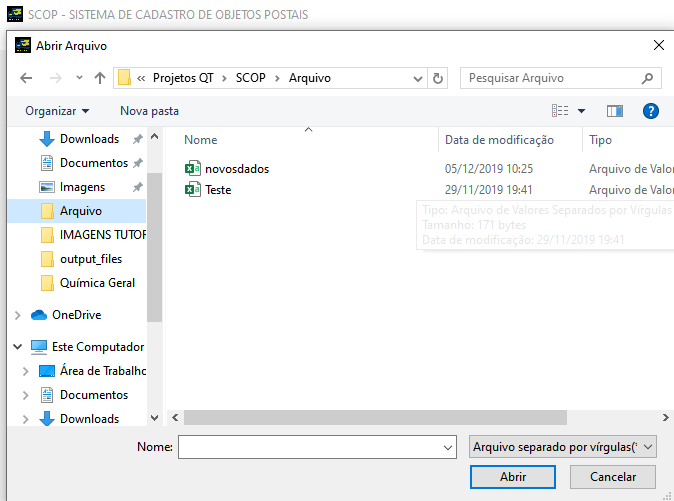 SCOP - SISTEMA DE CADASTRO DE OBJETOS POSTAIS
Abrir Arquivo
« Projetos QT > SCOP > Arquivo
Pesquisar Arquivo
Organizar
Nova pasta
Nome
Data de modificação
Tipo
Downloads
Documentos
Imagens
Arquivo
IMAGENS TUTOR
output_files
Química Geral
OneDrive
Este Computador
Área de Trabalho
Documentos
Downloads
novosdados 05/12/2019 10:25 Arquivo de Valo
Teste 29/11/2019 19:41 Arquivo de Valo
Tipo: Arquivo de Valores Separados por Vírgulas
Tamanho: 171 bytes
Data de modificação: 29/11/2019 19:41
Nome:
Arquivo separado por vírgulas(*
Abrir
Cancelar